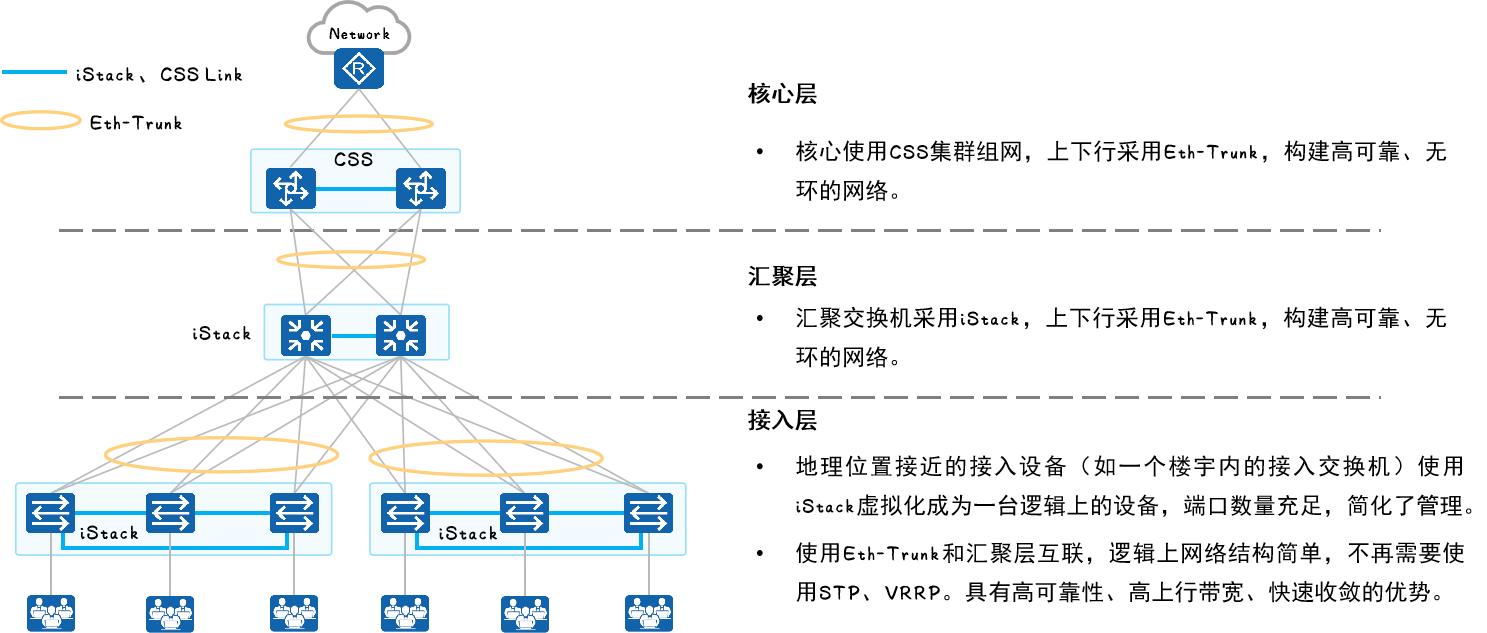 Network
R
iStack、CSS Link
Eth-Trunk
CSS
iStack
iStack
iStack
核心层
• 核心使用CSS集群组网，上下行采用Eth-Trunk，构建高可靠、无
环的网络。
汇聚层
• 汇聚交换机采用iStack，上下行采用Eth-Trunk，构建高可靠、无
环的网络。
接入层
• 地理位置接近的接入设备（如一个楼宇内的接入交换机）使用
iStack虚拟化成为一台逻辑上的设备，端口数量充足，简化了管理。
• 使用Eth-Trunk和汇聚层互联，逻辑上网络结构简单，不再需要使
用STP、VRRP。具有高可靠性、高上行带宽、快速收敛的优势。